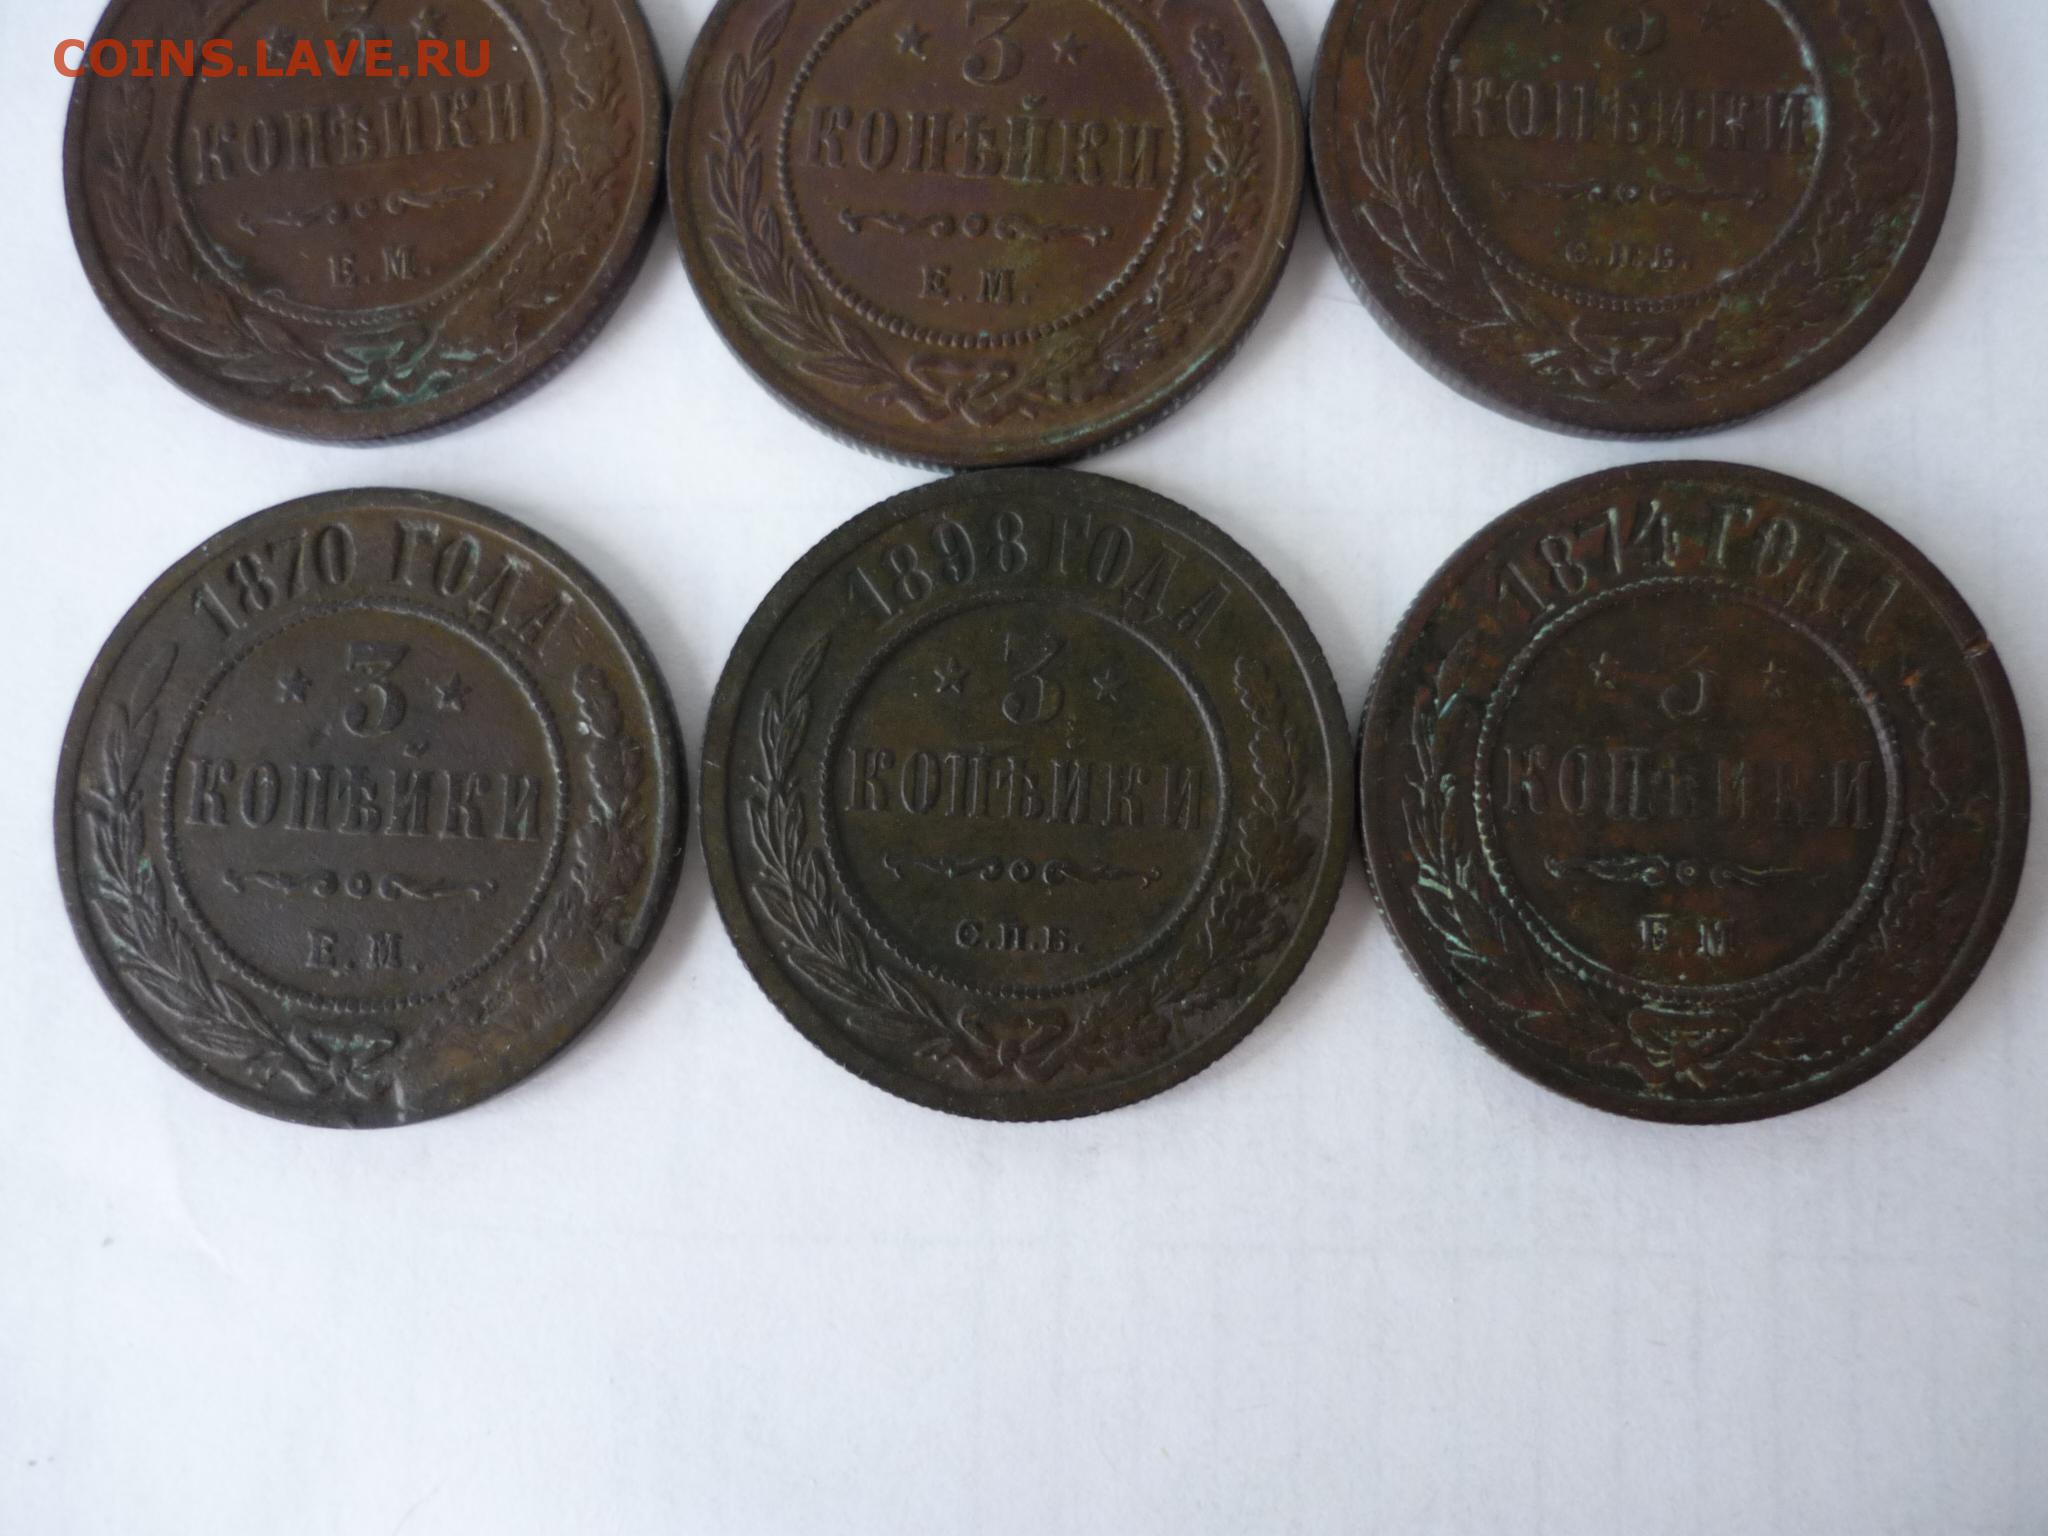 COINS.LAVE.RU
3
КОПѢЙКИ
Е.М.
3
КОПѢЙКИ
Е.М.
3
КОПѢЙКИ
С.П.Б.
1870 ГОДА
3
КОПѢЙКИ
Е.М.
1898 ГОДА
3
КОПѢЙКИ
С.П.Б.
1874 ГОДА
3
КОПѢЙКИ
Е.М.